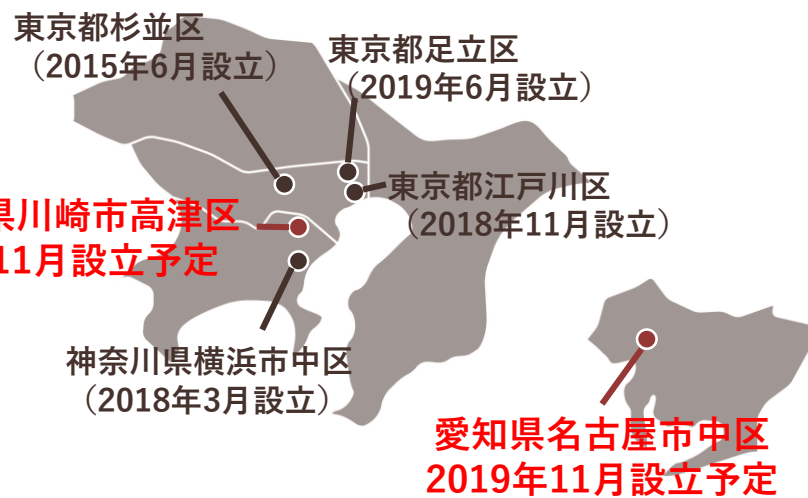 東京都杉並区
（2015年6月設立）
東京都足立区
（2019年6月設立）
東京都江戸川区
（2018年11月設立）
県川崎市高津区
11月設立予定
神奈川県横浜市中区
（2018年3月設立）
愛知県名古屋市中区
2019年11月設立予定